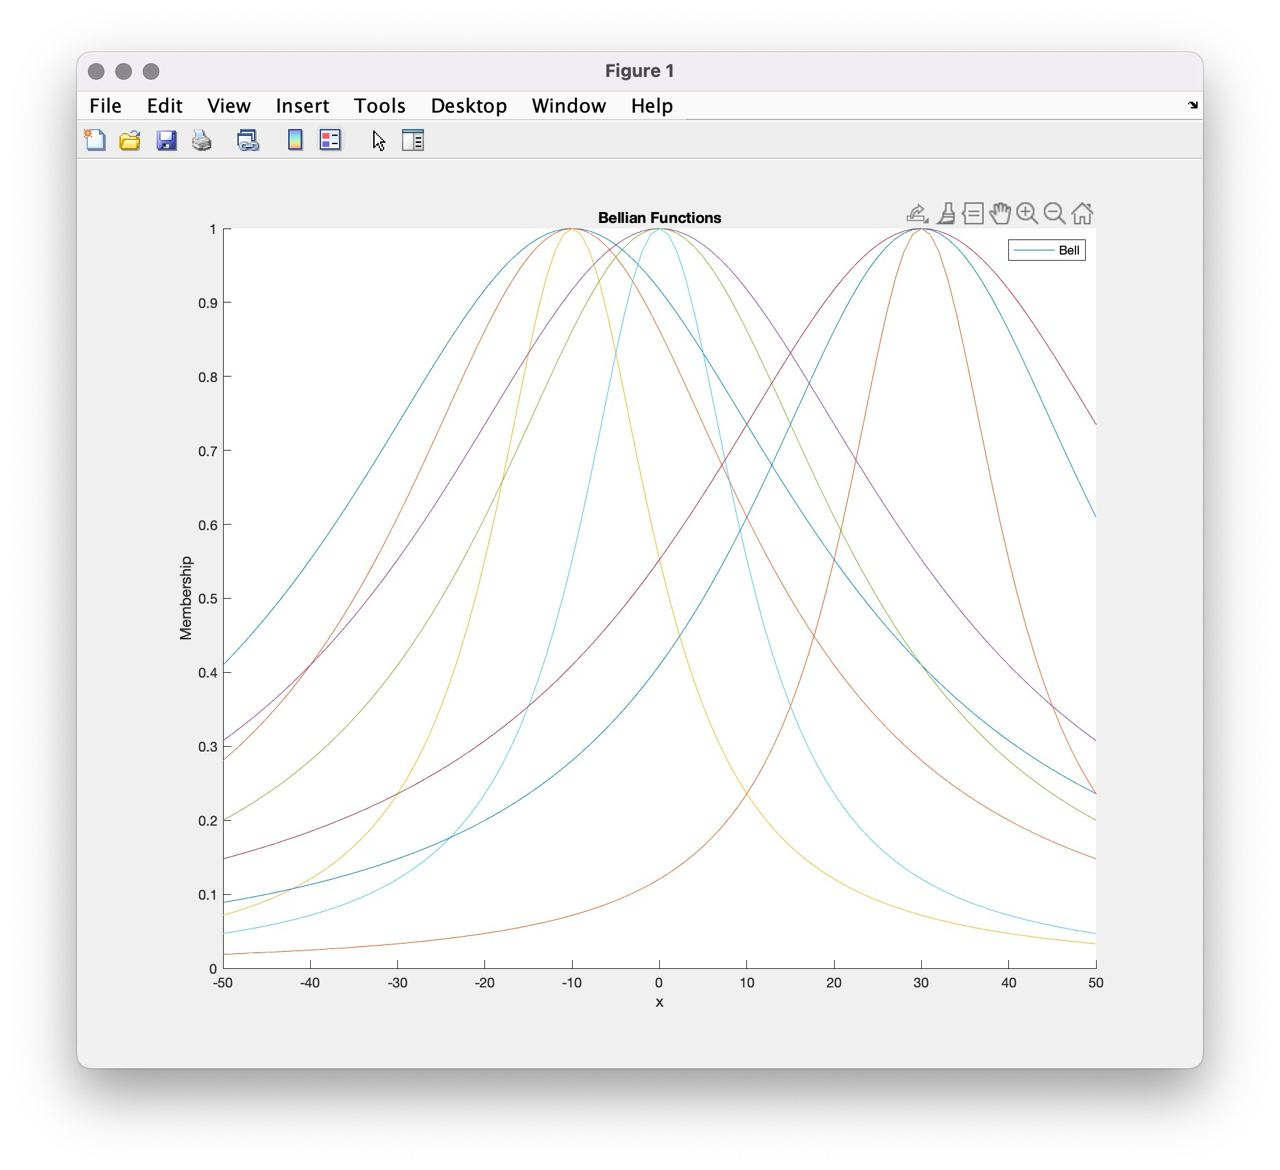 Figure 1
File Edit View Insert Tools Desktop Window Help
Bellian Functions
Bell
1
0.9
0.8
0.7
0.6
0.5
0.4
0.3
0.2
0.1
0
Membership
-50 -40 -30 -20 -10 0 10 20 30 40 50
x